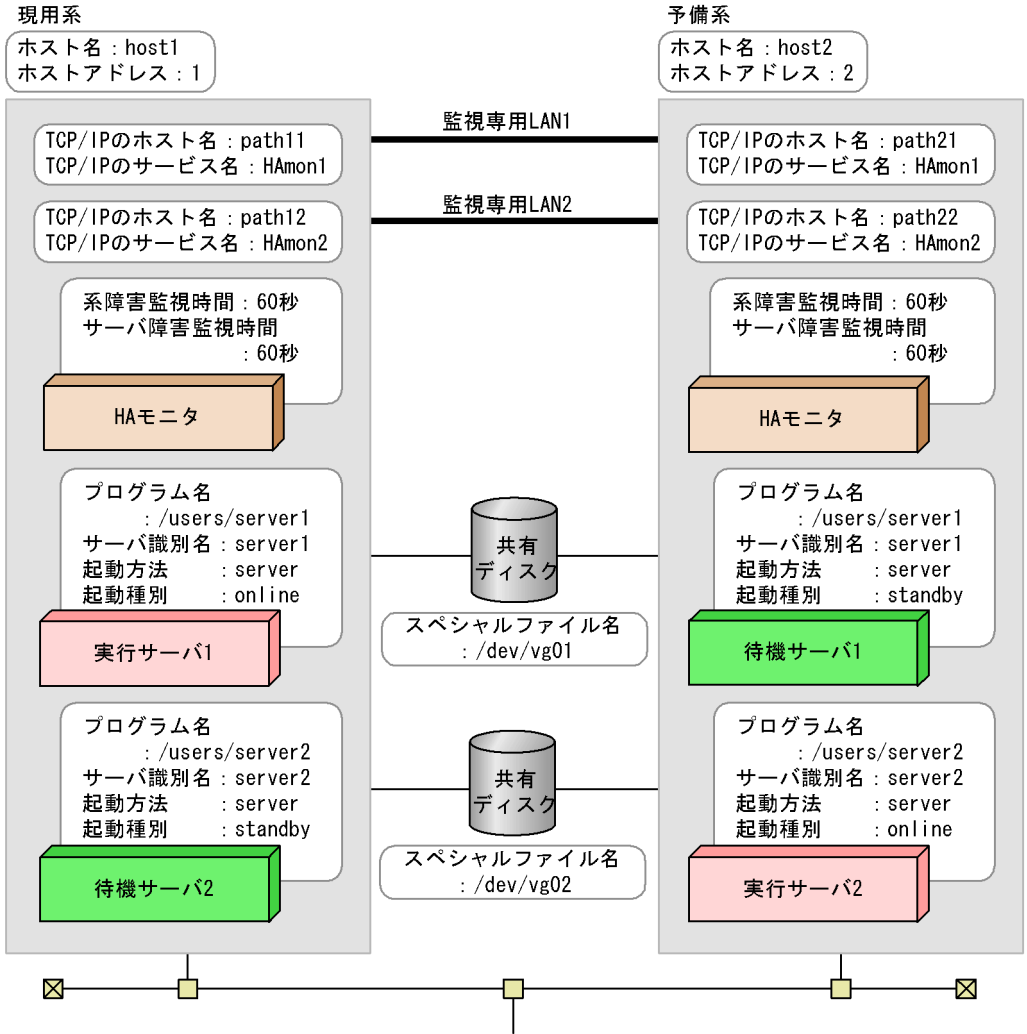 現用系
ホスト名:host1
ホストアドレス:1
TCP/IPのホスト名:path11
TCP/IPのサービス名:HAmon1
TCP/IPのホスト名:path12
TCP/IPのサービス名:HAmon2
系障害監視時間:60秒
サーバ障害監視時間
:60秒
HAモニタ
プログラム名
:/users/server1
サーバ識別名:server1
起動方法 :server
起動種別 :online
実行サーバ1
プログラム名
:/users/server2
サーバ識別名:server2
起動方法 :server
起動種別 :standby
待機サーバ2
監視専用LAN1
監視専用LAN2
共有
ディスク
スペシャルファイル名
:/dev/vg01
共有
ディスク
スペシャルファイル名
:/dev/vg02
予備系
ホスト名:host2
ホストアドレス:2
TCP/IPのホスト名:path21
TCP/IPのサービス名:HAmon1
TCP/IPのホスト名:path22
TCP/IPのサービス名:HAmon2
系障害監視時間:60秒
サーバ障害監視時間
:60秒
HAモニタ
プログラム名
:/users/server1
サーバ識別名:server1
起動方法 :server
起動種別 :standby
待機サーバ1
プログラム名
:/users/server2
サーバ識別名:server2
起動方法 :server
起動種別 :online
実行サーバ2